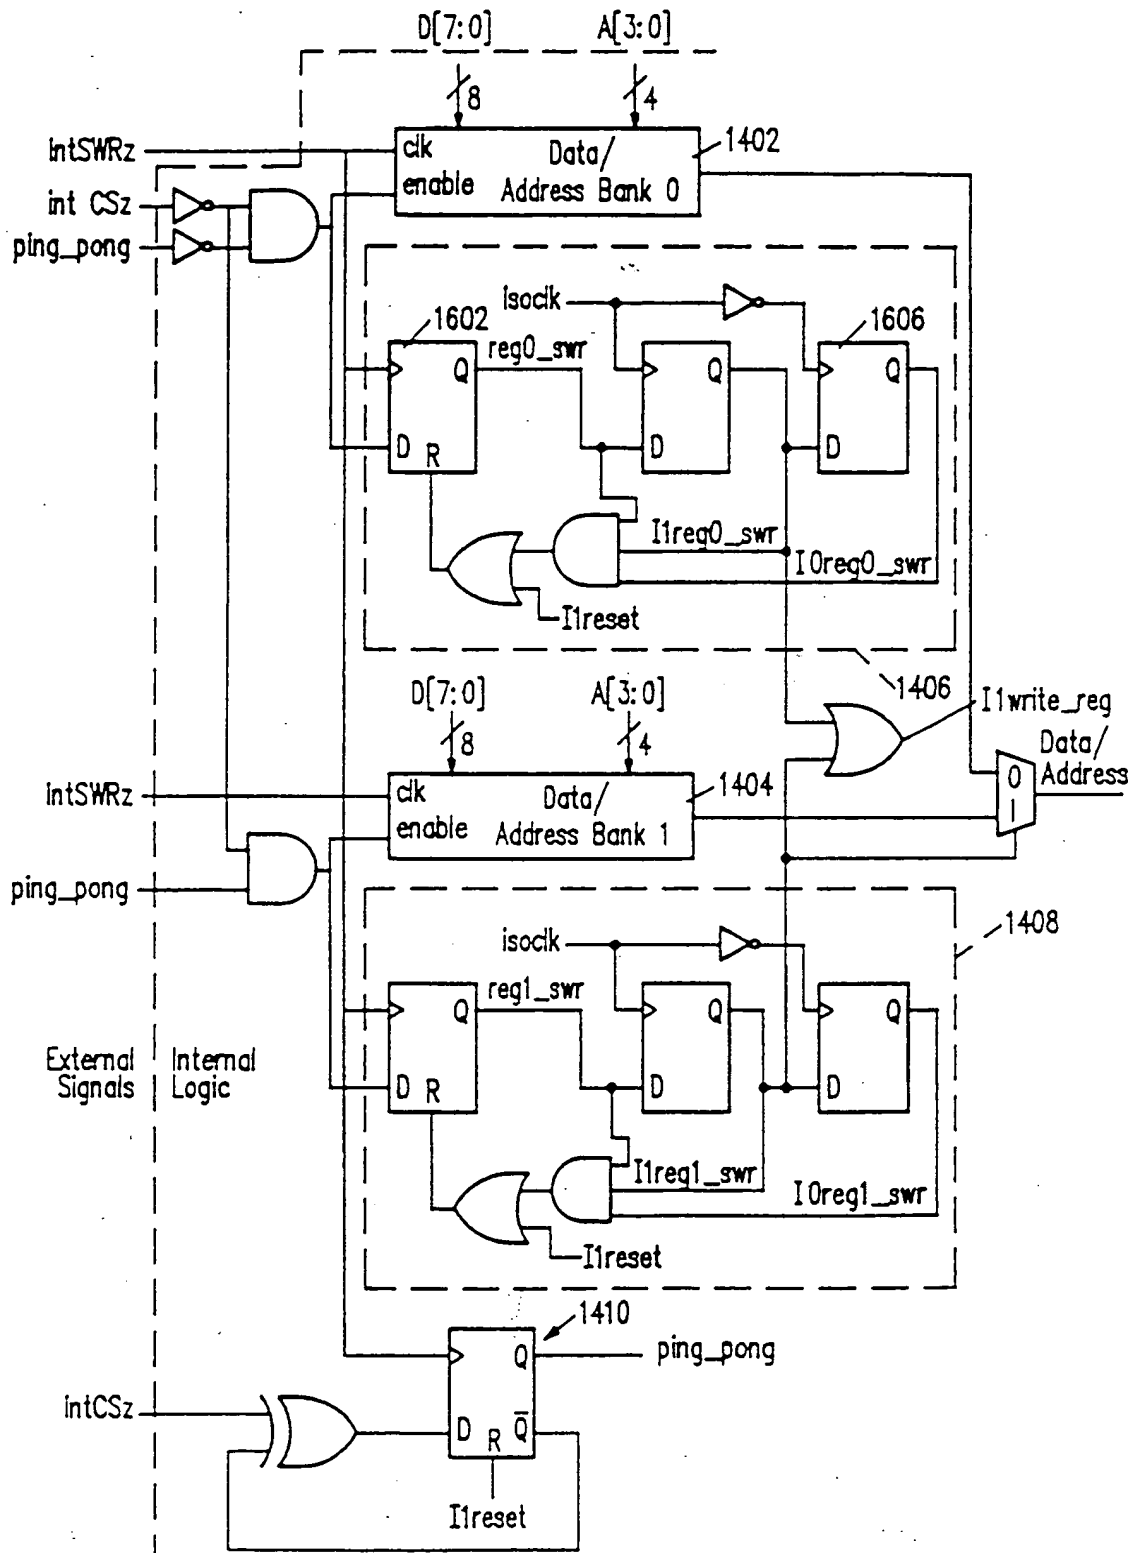 D[7:0]
A[3:0]
8
4
intSWRz
clk
enable
Data/
Address Bank 0
1402
int CSz
ping_pong
isoclk
1602
1606
reg0_swr
Q
Q
Q
D
R
D
D
I1reg0_swr
I0reg0_swr
I1reset
1406
D[7:0]
A[3:0]
8
4
I1write_reg
Data/
Address
0
1
intSWRz
clk
enable
Data/
Address Bank 1
1404
ping_pong
isoclk
1408
reg1_swr
Q
Q
Q
External
Signals
Internal
Logic
D
R
D
D
I1reg1_swr
I0reg1_swr
I1reset
1410
Q
ping_pong
intCSz
D
R
Q̅
I1reset